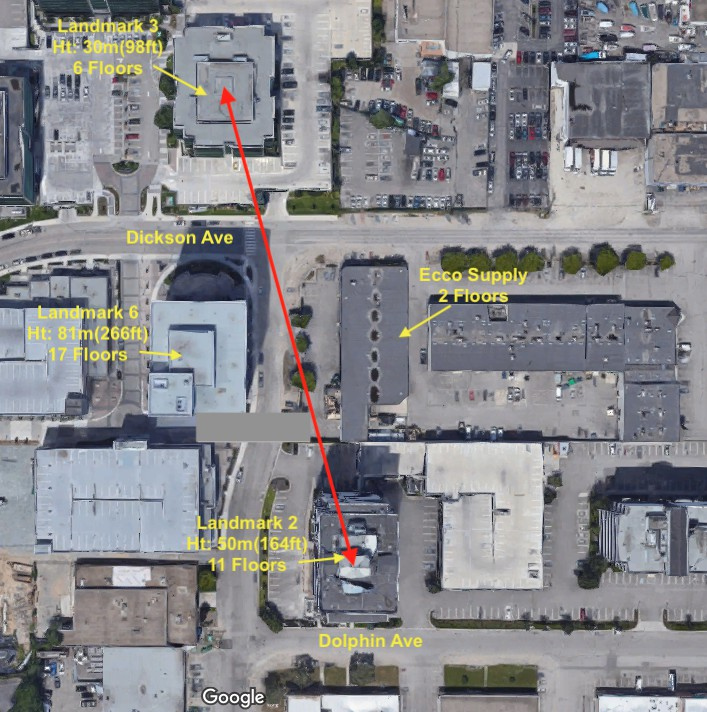 Landmark 3
Ht: 30m(98ft)
6 Floors
Dickson Ave
Ecco Supply
2 Floors
Landmark 6
Ht: 81m(266ft)
17 Floors
Landmark 2
Ht: 50m(164ft)
11 Floors
Dolphin Ave
Google